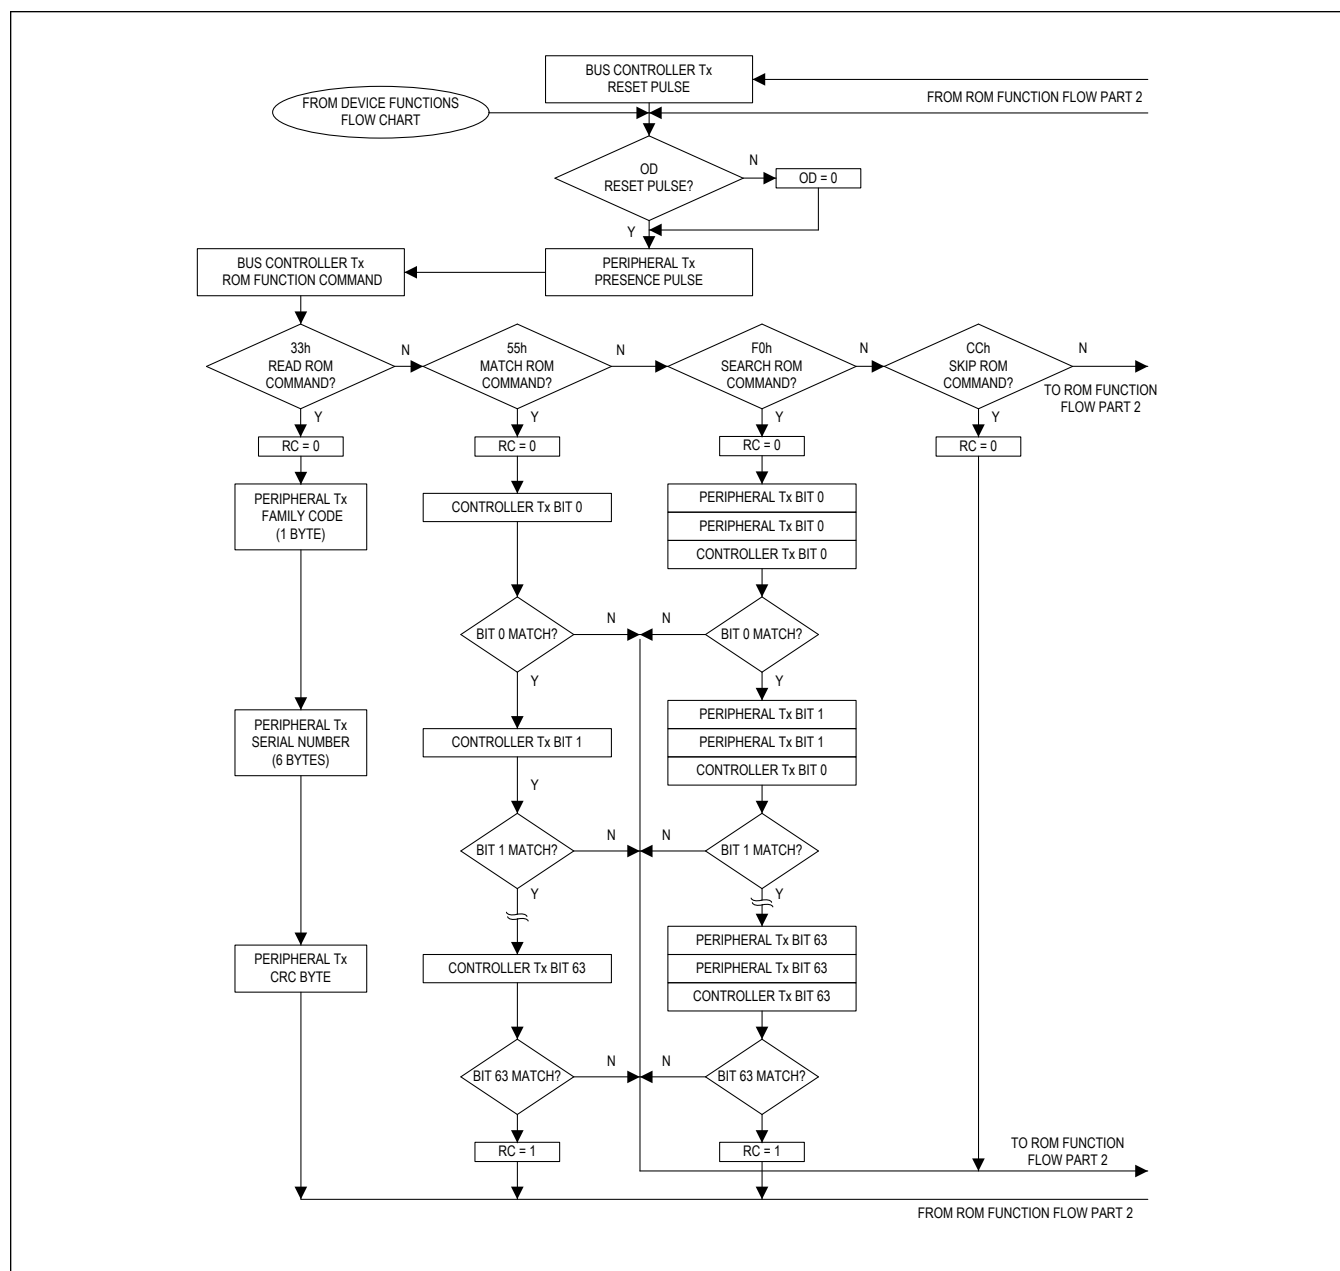 BUS CONTROLLER Tx
RESET PULSE
FROM ROM FUNCTION FLOW PART 2
FROM DEVICE FUNCTIONS
FLOW CHART
OD
RESET PULSE?
N
OD = 0
Y
BUS CONTROLLER Tx
ROM FUNCTION COMMAND
PERIPHERAL Tx
PRESENCE PULSE
33h
READ ROM
COMMAND?
N
55h
MATCH ROM
COMMAND?
N
F0h
SEARCH ROM
COMMAND?
N
CCh
SKIP ROM
COMMAND?
N
TO ROM FUNCTION
FLOW PART 2
Y
Y
Y
Y
RC = 0
RC = 0
RC = 0
RC = 0
PERIPHERAL Tx
FAMILY CODE
(1 BYTE)
CONTROLLER Tx BIT 0
PERIPHERAL Tx BIT 0
PERIPHERAL Tx BIT 0
CONTROLLER Tx BIT 0
BIT 0 MATCH?
N
N
BIT 0 MATCH?
Y
Y
PERIPHERAL Tx
SERIAL NUMBER
(6 BYTES)
CONTROLLER Tx BIT 1
PERIPHERAL Tx BIT 1
PERIPHERAL Tx BIT 1
CONTROLLER Tx BIT 0
Y
BIT 1 MATCH?
N
N
BIT 1 MATCH?
Y
Y
PERIPHERAL Tx
CRC BYTE
CONTROLLER Tx BIT 63
PERIPHERAL Tx BIT 63
PERIPHERAL Tx BIT 63
CONTROLLER Tx BIT 63
BIT 63 MATCH?
N
N
BIT 63 MATCH?
RC = 1
RC = 1
TO ROM FUNCTION
FLOW PART 2
FROM ROM FUNCTION FLOW PART 2